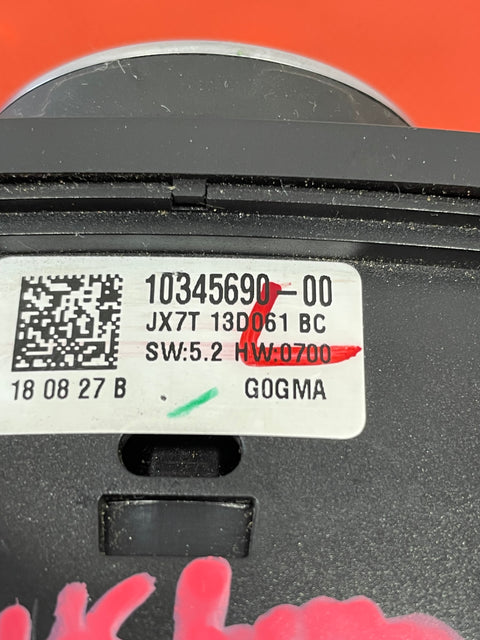 10345690-00
JX7T 13D061 BC
SW:5.2 HW:0700
18 08 27 B
G0GMA